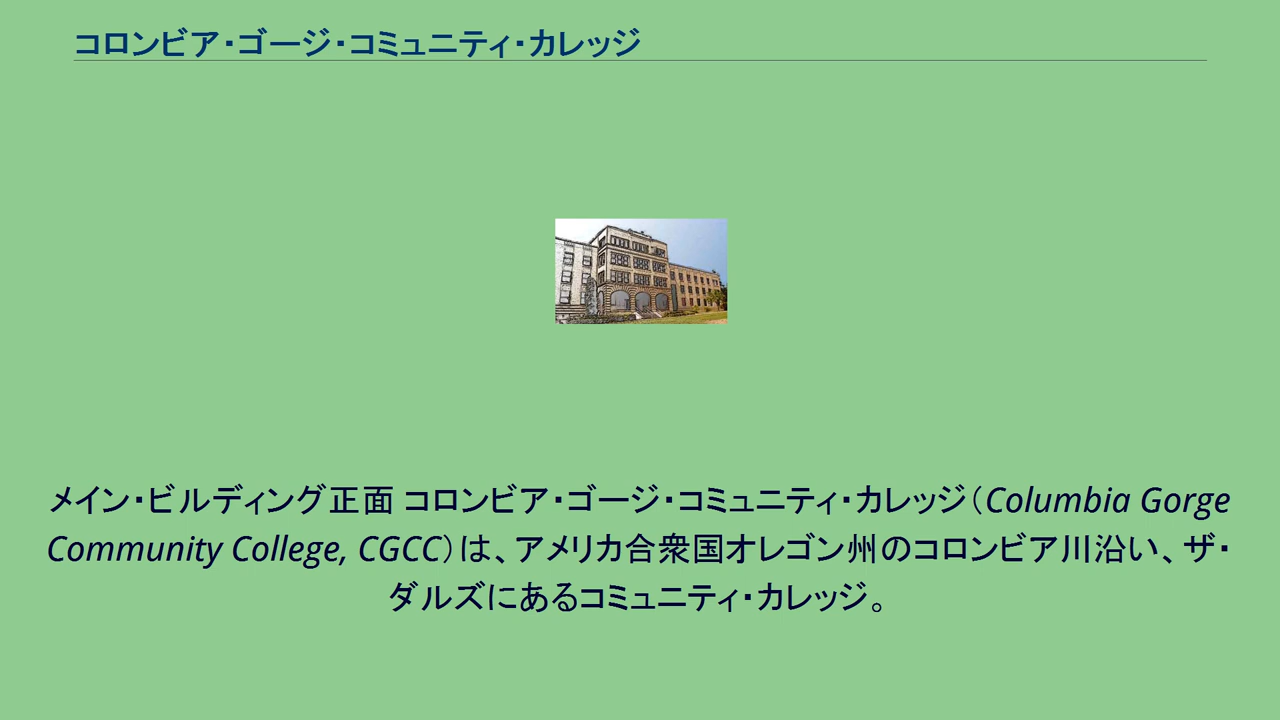 コロンビア・ゴージ・コミュニティ・カレッジ
メイン・ビルディング正面 コロンビア・ゴージ・コミュニティ・カレッジ（Columbia Gorge
Community College, CGCC）は、アメリカ合衆国オレゴン州のコロンビア川沿い、ザ・
ダルズにあるコミュニティ・カレッジ。